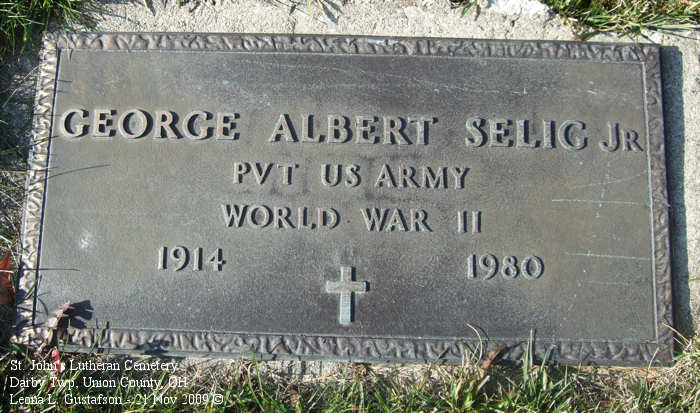 GEORGE ALBERT SELIG JR
PVT US ARMY
WORLD WAR II
1914 1980
St. John's Lutheran Cemetery
Darby Twp, Union County, OH
Leona L. Gustafson - 21 Nov 2009 ©